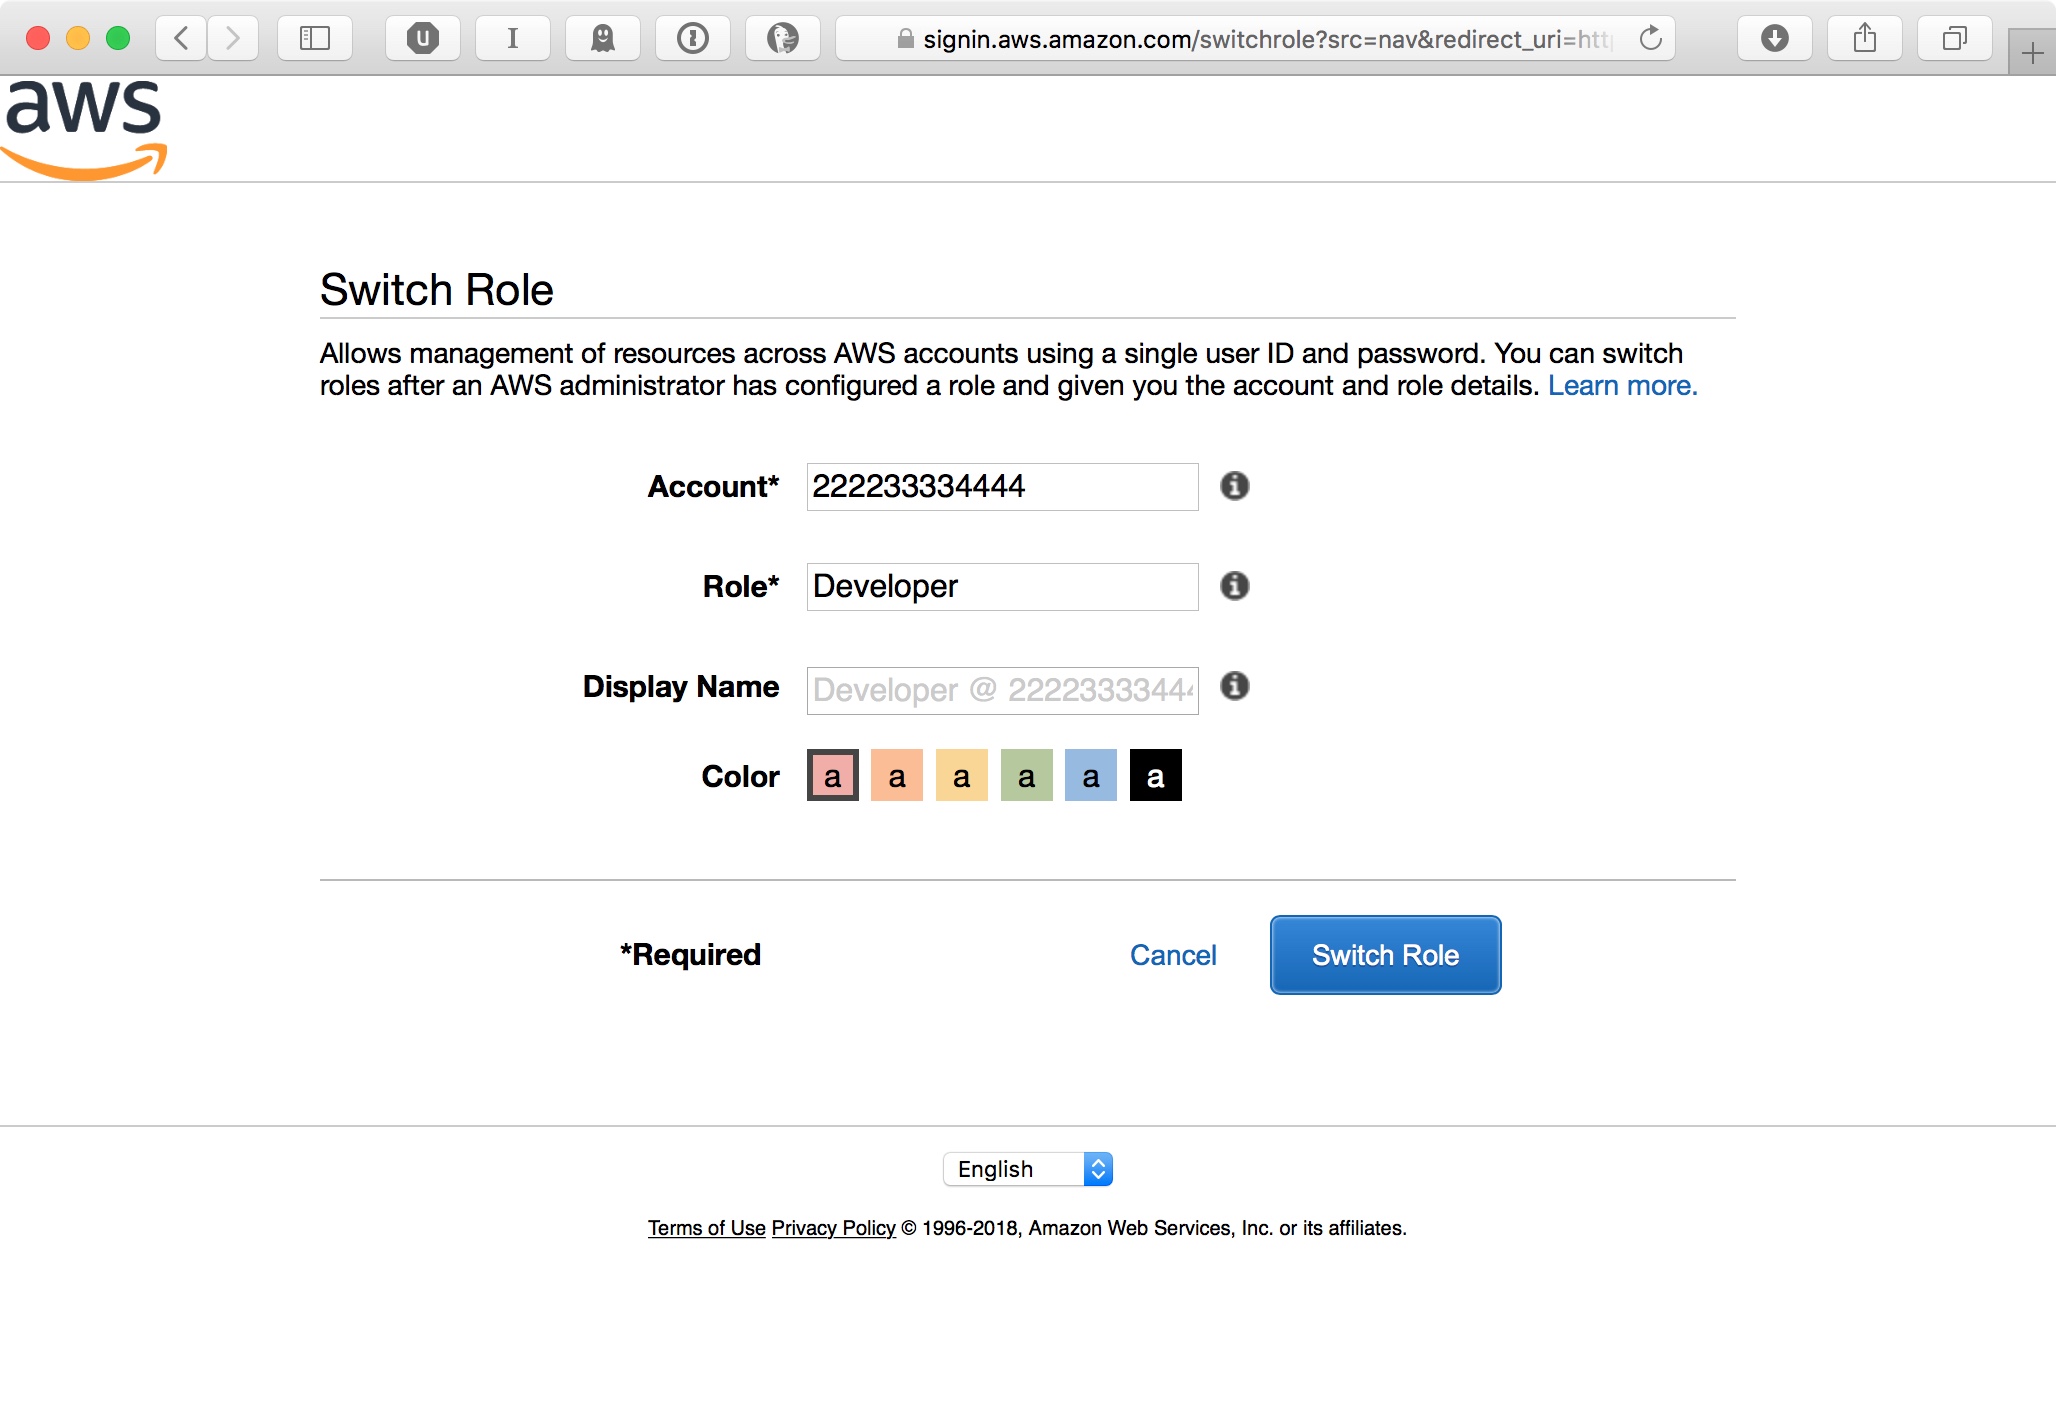 U
I
signin.aws.amazon.com/switchrole?src=nav&redirect_uri=http
aws
Switch Role
Allows management of resources across AWS accounts using a single user ID and password. You can switch
roles after an AWS administrator has configured a role and given you the account and role details. Learn more.
Account* 222233334444
Role* Developer
Display Name Developer @ 22223333444
Color a a a a a a
*Required Cancel Switch Role
English
Terms of Use Privacy Policy © 1996-2018, Amazon Web Services, Inc. or its affiliates.